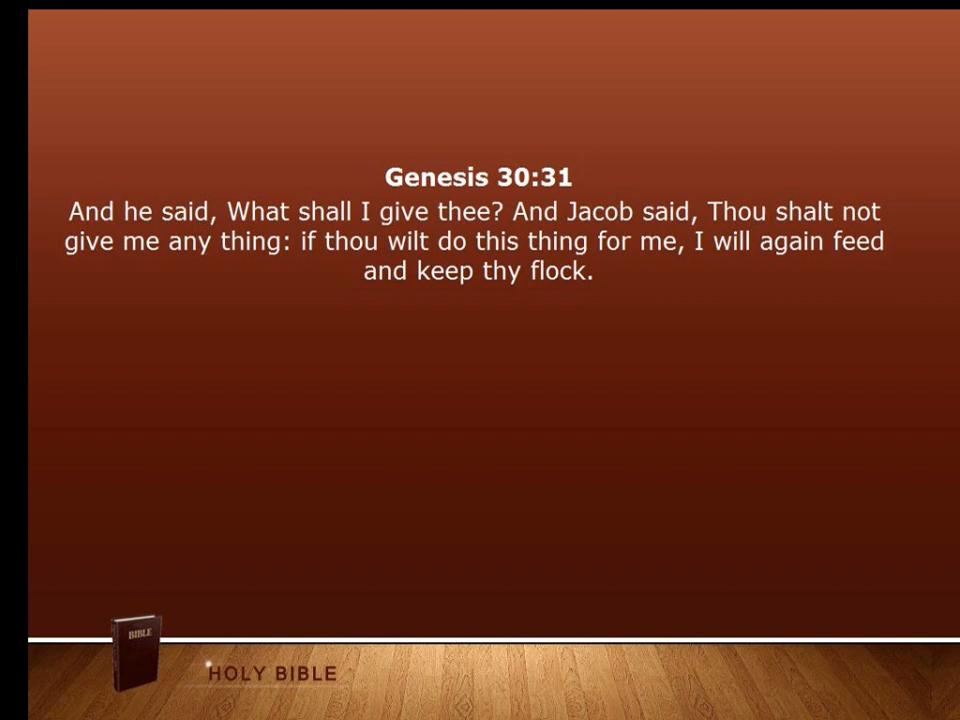 Genesis 30:31
And he said, What shall I give thee? And Jacob said, Thou shalt not
give me any thing: if thou wilt do this thing for me, I will again feed
and keep thy flock.
BIBLE
HOLY BIBLE